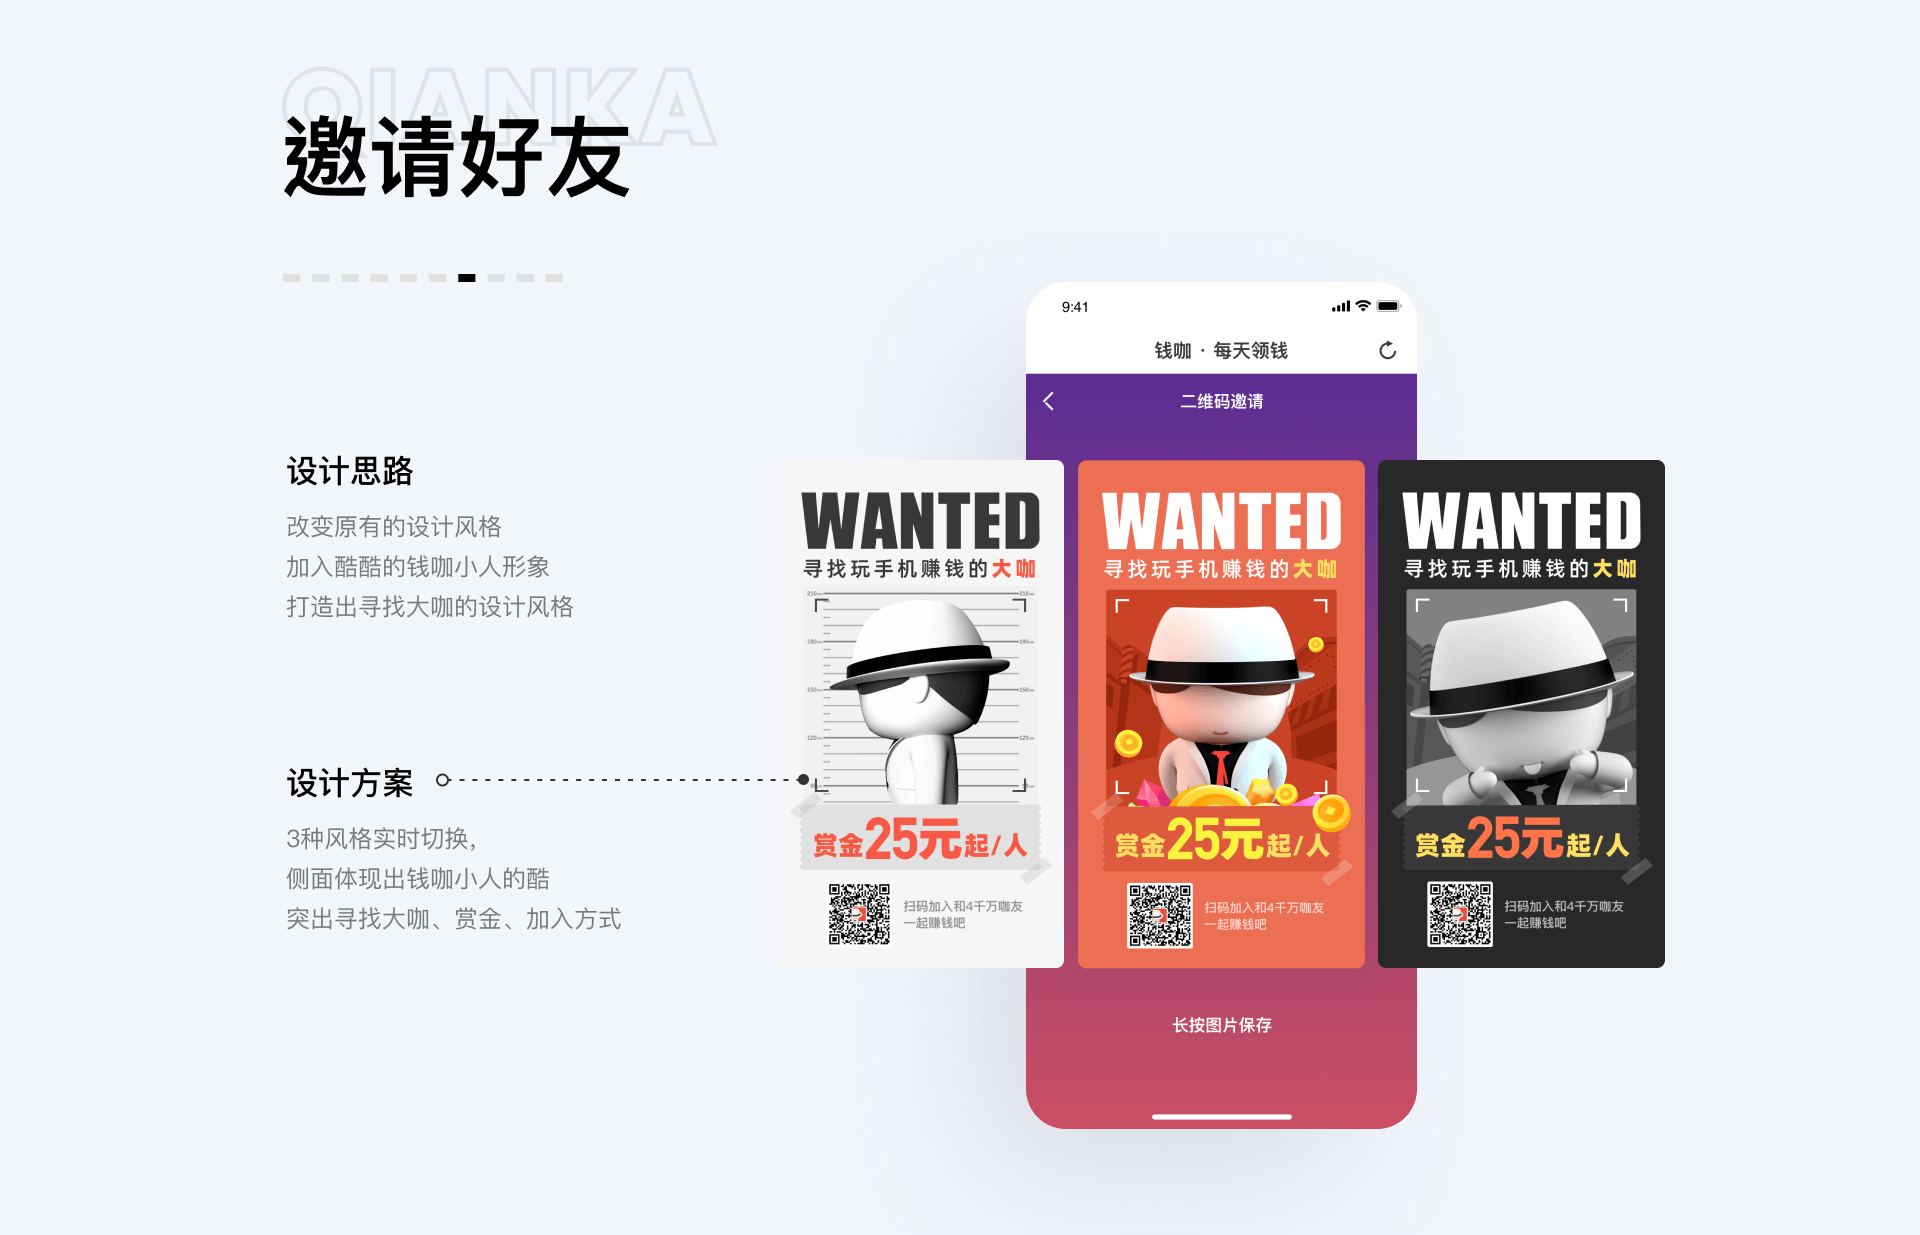 QIANKA
邀请好友
设计思路
改变原有的设计风格
加入酷酷的钱咖小人形象
打造出寻找大咖的设计风格
设计方案
3种风格实时切换，
侧面体现出钱咖小人的酷
突出寻找大咖、赏金、加入方式
9:41
钱咖 · 每天领钱
二维码邀请
WANTED
寻找玩手机赚钱的大咖
210 210
180 180
150 150
120 120
赏金25元起/人
扫码加入和4千万咖友
一起赚钱吧
WANTED
寻找玩手机赚钱的大咖
赏金25元起/人
扫码加入和4千万咖友
一起赚钱吧
WANTED
寻找玩手机赚钱的大咖
赏金25元起/人
扫码加入和4千万咖友
一起赚钱吧
长按图片保存